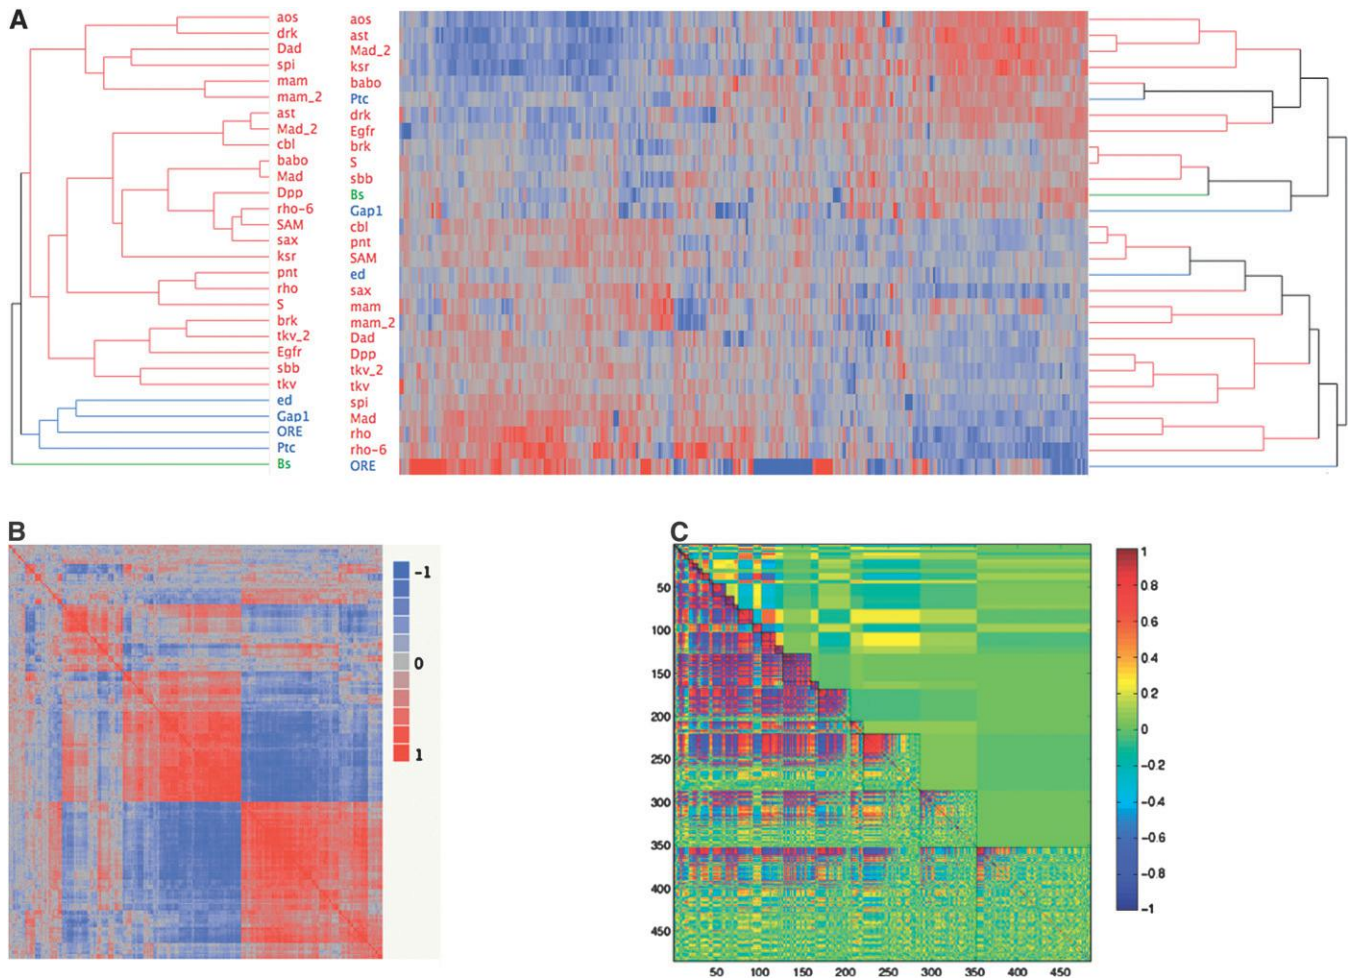 A
aos
drk
Dad
spi
mam
mam_2
ast
Mad_2
cbl
babo
Mad
Dpp
rho-6
SAM
sax
ksr
pnt
rho
S
brk
tkv_2
Egfr
sbb
tkv
ed
Gap1
ORE
Ptc
Bs
aos
ast
Mad_2
ksr
babo
Ptc
drk
Egfr
brk
S
sbb
Bs
Gap1
cbl
pnt
SAM
ed
sax
mam
mam_2
Dad
Dpp
tkv_2
tkv
spi
Mad
rho
rho-6
ORE
B
-1
0
1
C
50
100
150
200
250
300
350
400
450
50 100 150 200 250 300 350 400 450
1
0.8
0.6
0.4
0.2
0
-0.2
-0.4
-0.6
-0.8
-1